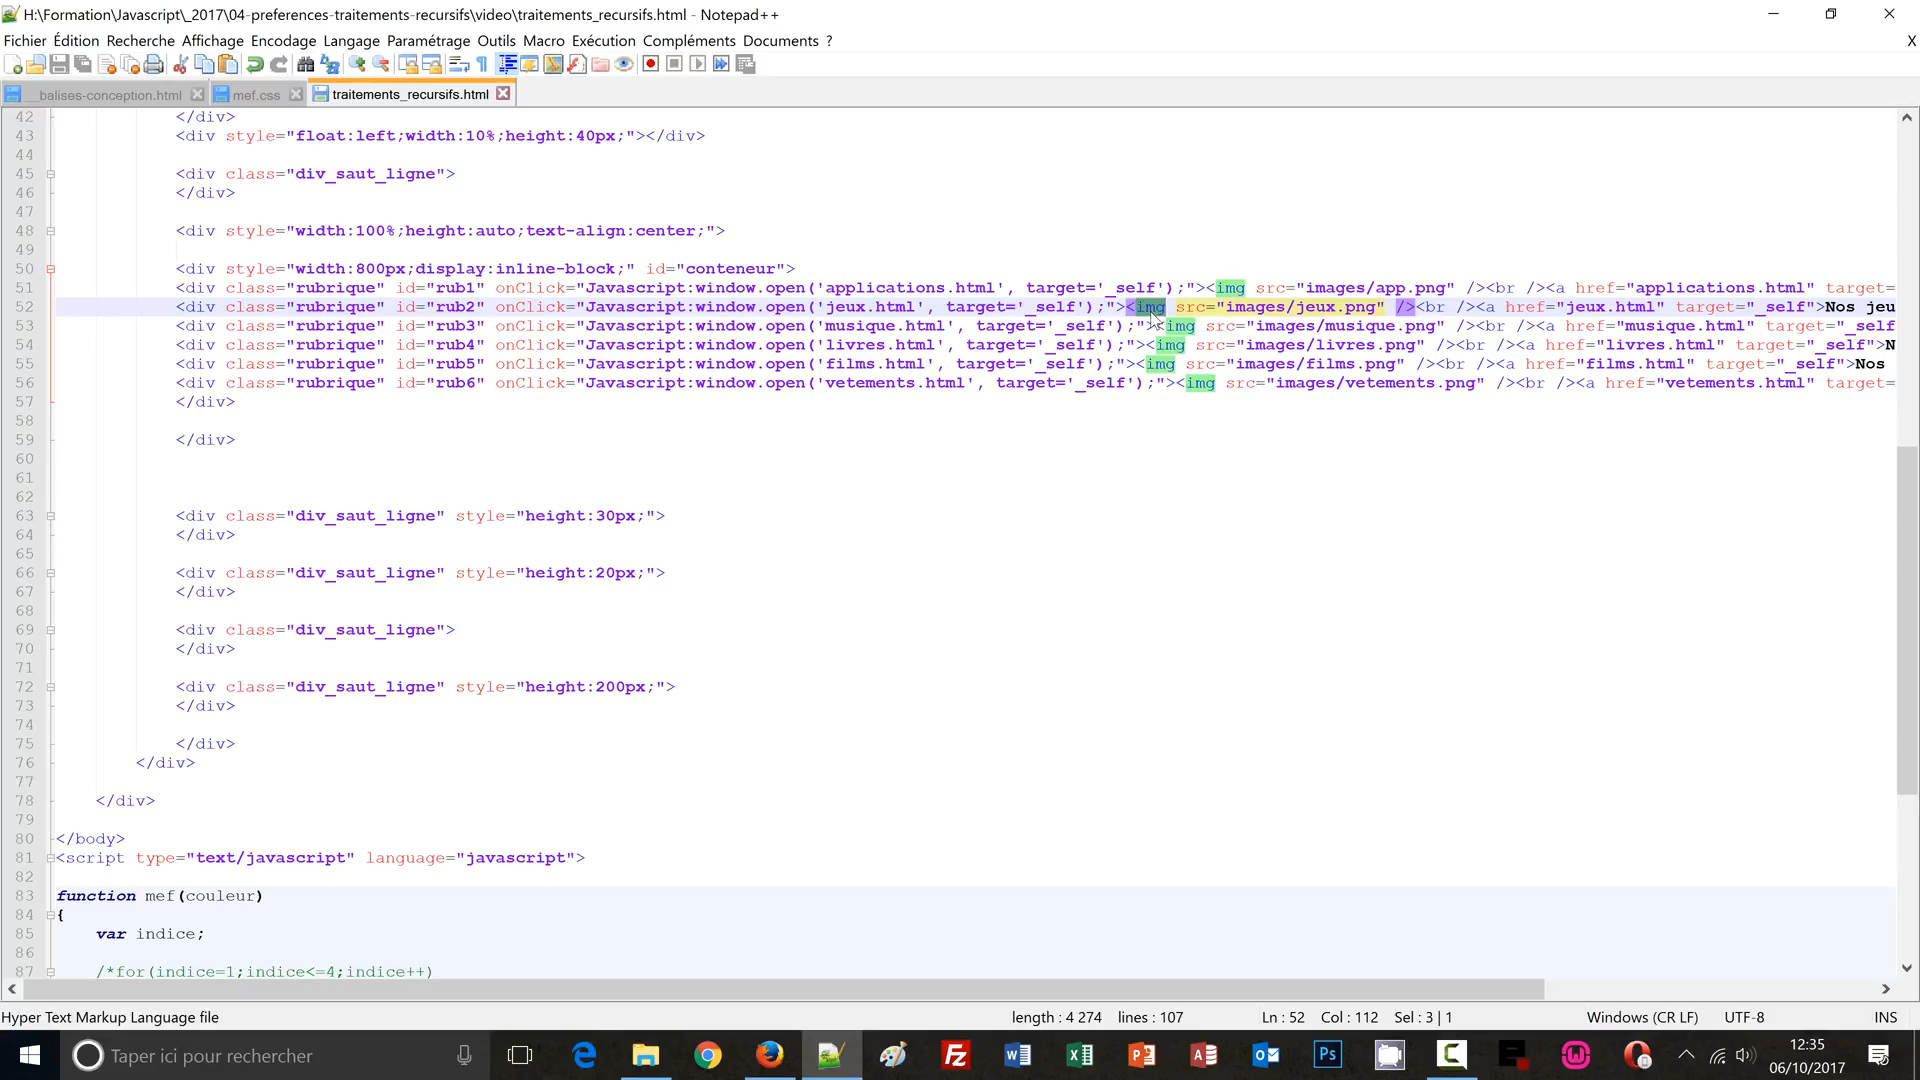 H:\Formation\Javascript\_2017\04-preferences-traitements-recursifs\video\traitements_recursifs.html - Notepad++
Fichier Édition Recherche Affichage Encodage Langage Paramétrage Outils Macro Exécution Compléments Documents ? X
__balises-conception.html mef.css traitements_recursifs.html
42 </div>
43 <div style="float:left;width:10%;height:40px;"></div>
44
45 <div class="div_saut_ligne">
46 </div>
47
48 <div style="width:100%;height:auto;text-align:center;">
49
50 <div style="width:800px;display:inline-block;" id="conteneur">
51 <div class="rubrique" id="rub1" onClick="Javascript:window.open('applications.html', target='_self');"><img src="images/app.png" /><br /><a href="applications.html" target=
52 <div class="rubrique" id="rub2" onClick="Javascript:window.open('jeux.html', target='_self');"><img src="images/jeux.png" /><br /><a href="jeux.html" target="_self">Nos jeu
53 <div class="rubrique" id="rub3" onClick="Javascript:window.open('musique.html', target='_self');"><img src="images/musique.png" /><br /><a href="musique.html" target="_self
54 <div class="rubrique" id="rub4" onClick="Javascript:window.open('livres.html', target='_self');"><img src="images/livres.png" /><br /><a href="livres.html" target="_self">N
55 <div class="rubrique" id="rub5" onClick="Javascript:window.open('films.html', target='_self');"><img src="images/films.png" /><br /><a href="films.html" target="_self">Nos
56 <div class="rubrique" id="rub6" onClick="Javascript:window.open('vetements.html', target='_self');"><img src="images/vetements.png" /><br /><a href="vetements.html" target=
57 </div>
58
59 </div>
60
61
62
63 <div class="div_saut_ligne" style="height:30px;">
64 </div>
65
66 <div class="div_saut_ligne" style="height:20px;">
67 </div>
68
69 <div class="div_saut_ligne">
70 </div>
71
72 <div class="div_saut_ligne" style="height:200px;">
73 </div>
74
75 </div>
76 </div>
77
78 </div>
79
80 </body>
81 <script type="text/javascript" language="javascript">
82
83 function mef(couleur)
84 {
85 var indice;
86
87 /*for(indice=1;indice<=4;indice++)
Hyper Text Markup Language file length : 4 274 lines : 107 Ln : 52 Col : 112 Sel : 3 | 1 Windows (CR LF) UTF-8 INS
Taper ici pour rechercher
12:35
06/10/2017